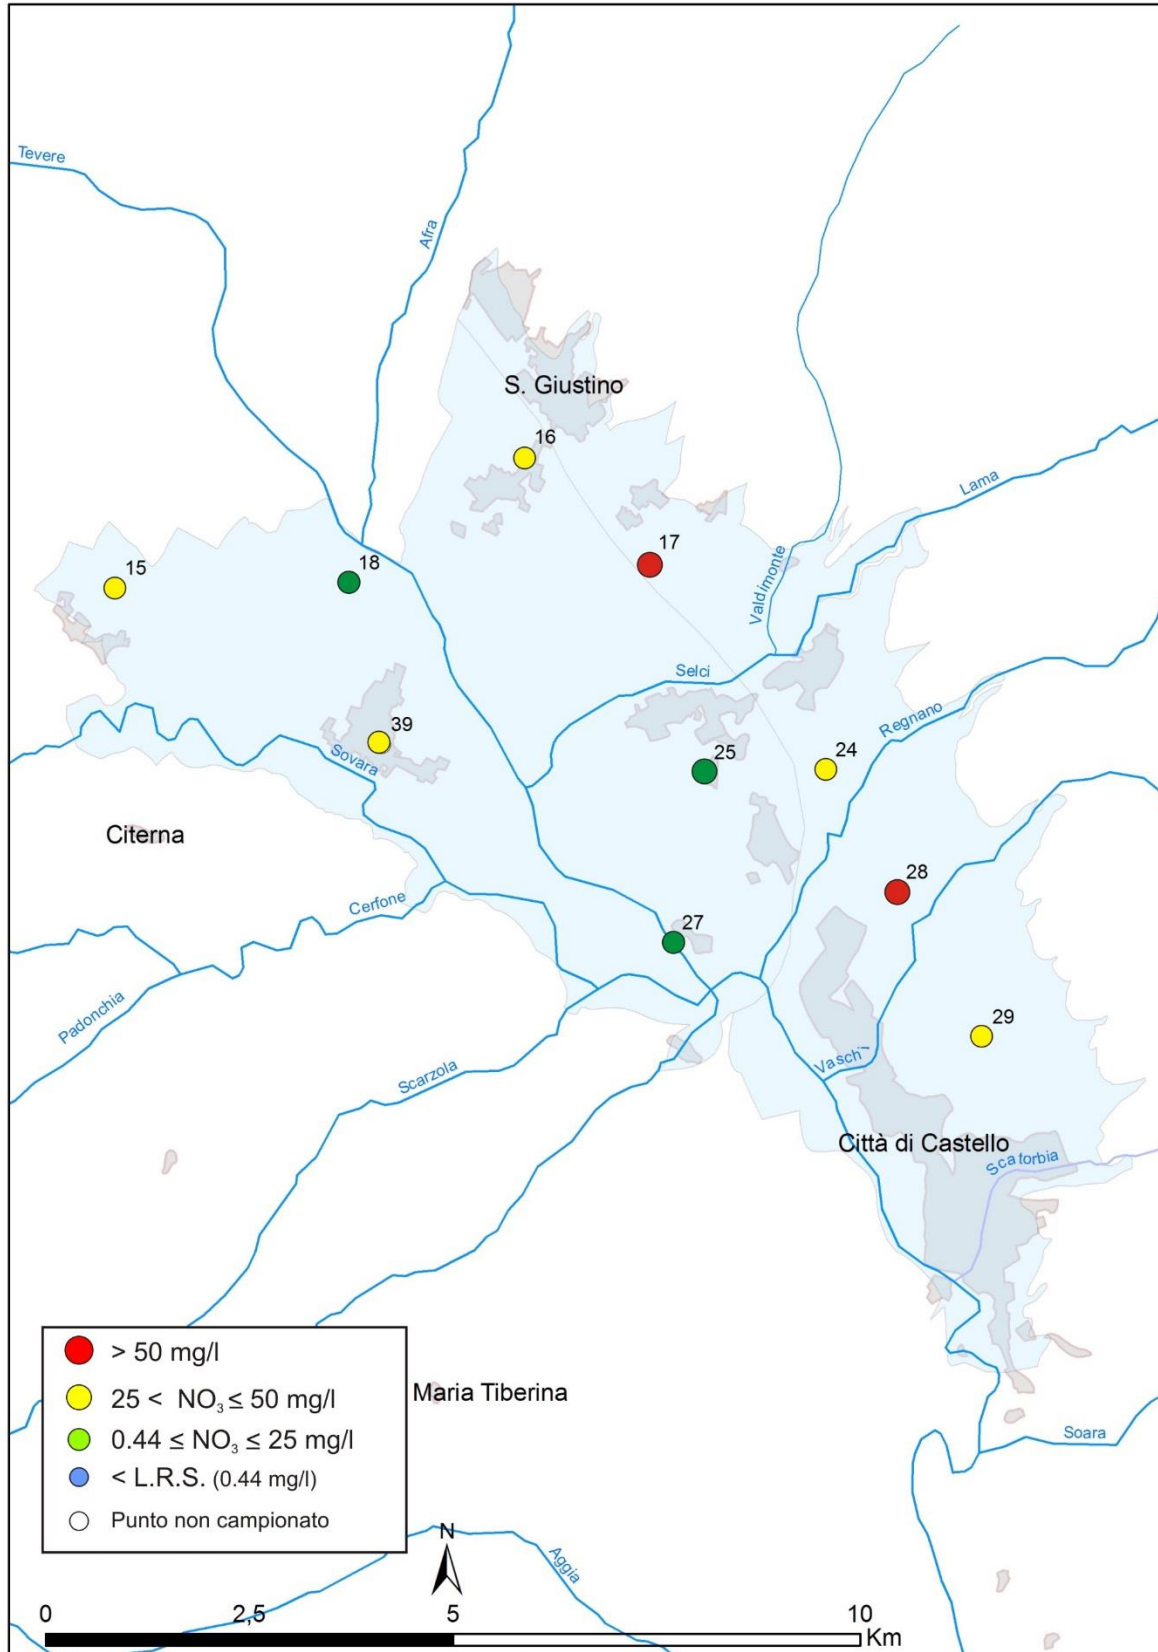 Tevere
Afra
S. Giustino
16
Lama
17
15
18
Valdimonte
Selci
Regnano
39
Sovara
25
24
Citerna
28
Cerfone
27
Padonchia
29
Vaschi
Scarzola
Città di Castello
Scatorbia
> 50 mg/l
25 < NO₃ ≤ 50 mg/l
Maria Tiberina
0.44 ≤ NO₃ ≤ 25 mg/l
Soara
< L.R.S. (0.44 mg/l)
Punto non campionato
N
Aggia
0 2,5 5 10
Km